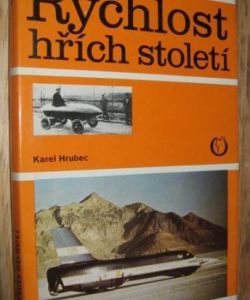 Rychlost
hřích století
Karel Hrubec